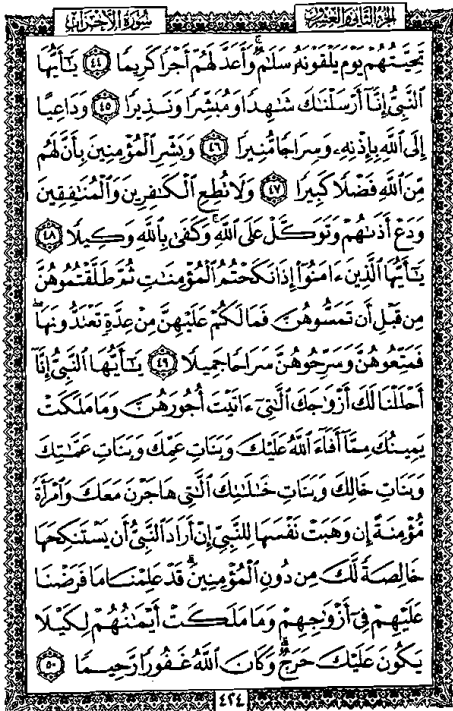 الجزء الثاني والعشرون
سورة الأحزاب
تَحِيَّتُهُمْ يَوْمَ يَلْقَوْنَهُۥ سَلَٰمٌ ۚ وَأَعَدَّ لَهُمْ أَجْرًا كَرِيمًا ٤٤ يَٰٓأَيُّهَا
ٱلنَّبِىُّ إِنَّآ أَرْسَلْنَٰكَ شَٰهِدًا وَمُبَشِّرًا وَنَذِيرًا ٤٥ وَدَاعِيًا
إِلَى ٱللَّهِ بِإِذْنِهِۦ وَسِرَاجًا مُّنِيرًا ٤٦ وَبَشِّرِ ٱلْمُؤْمِنِينَ بِأَنَّ لَهُم
مِّنَ ٱللَّهِ فَضْلًا كَبِيرًا ٤٧ وَلَا تُطِعِ ٱلْكَٰفِرِينَ وَٱلْمُنَٰفِقِينَ
وَدَعْ أَذَىٰهُمْ وَتَوَكَّلْ عَلَى ٱللَّهِ ۚ وَكَفَىٰ بِٱللَّهِ وَكِيلًا ٤٨
يَٰٓأَيُّهَا ٱلَّذِينَ ءَامَنُوٓا۟ إِذَا نَكَحْتُمُ ٱلْمُؤْمِنَٰتِ ثُمَّ طَلَّقْتُمُوهُنَّ
مِن قَبْلِ أَن تَمَسُّوهُنَّ فَمَا لَكُمْ عَلَيْهِنَّ مِنْ عِدَّةٍ تَعْتَدُّونَهَا ۖ
فَمَتِّعُوهُنَّ وَسَرِّحُوهُنَّ سَرَاحًا جَمِيلًا ٤٩ يَٰٓأَيُّهَا ٱلنَّبِىُّ إِنَّآ
أَحْلَلْنَا لَكَ أَزْوَٰجَكَ ٱلَّٰتِىٓ ءَاتَيْتَ أُجُورَهُنَّ وَمَا مَلَكَتْ
يَمِينُكَ مِمَّآ أَفَآءَ ٱللَّهُ عَلَيْكَ وَبَنَاتِ عَمِّكَ وَبَنَاتِ عَمَّٰتِكَ
وَبَنَاتِ خَالِكَ وَبَنَاتِ خَٰلَٰتِكَ ٱلَّٰتِى هَاجَرْنَ مَعَكَ وَٱمْرَأَةً
مُّؤْمِنَةً إِن وَهَبَتْ نَفْسَهَا لِلنَّبِىِّ إِنْ أَرَادَ ٱلنَّبِىُّ أَن يَسْتَنكِحَهَا
خَالِصَةً لَّكَ مِن دُونِ ٱلْمُؤْمِنِينَ ۗ قَدْ عَلِمْنَا مَا فَرَضْنَا
عَلَيْهِمْ فِىٓ أَزْوَٰجِهِمْ وَمَا مَلَكَتْ أَيْمَٰنُهُمْ لِكَيْلَا
يَكُونَ عَلَيْكَ حَرَجٌ ۗ وَكَانَ ٱللَّهُ غَفُورًا رَّحِيمًا ٥٠
٤٢٤